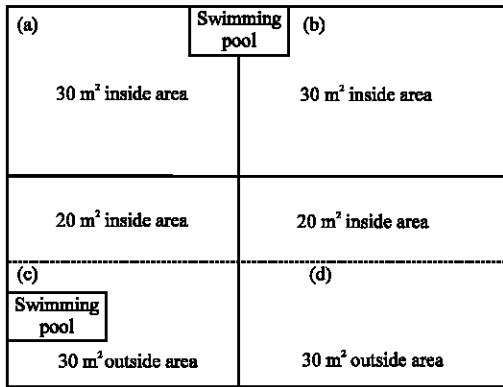 (a)
Swimming
pool
(b)
30 m² inside area
30 m² inside area
20 m² inside area
20 m² inside area
(c)
(d)
Swimming
pool
30 m² outside area
30 m² outside area